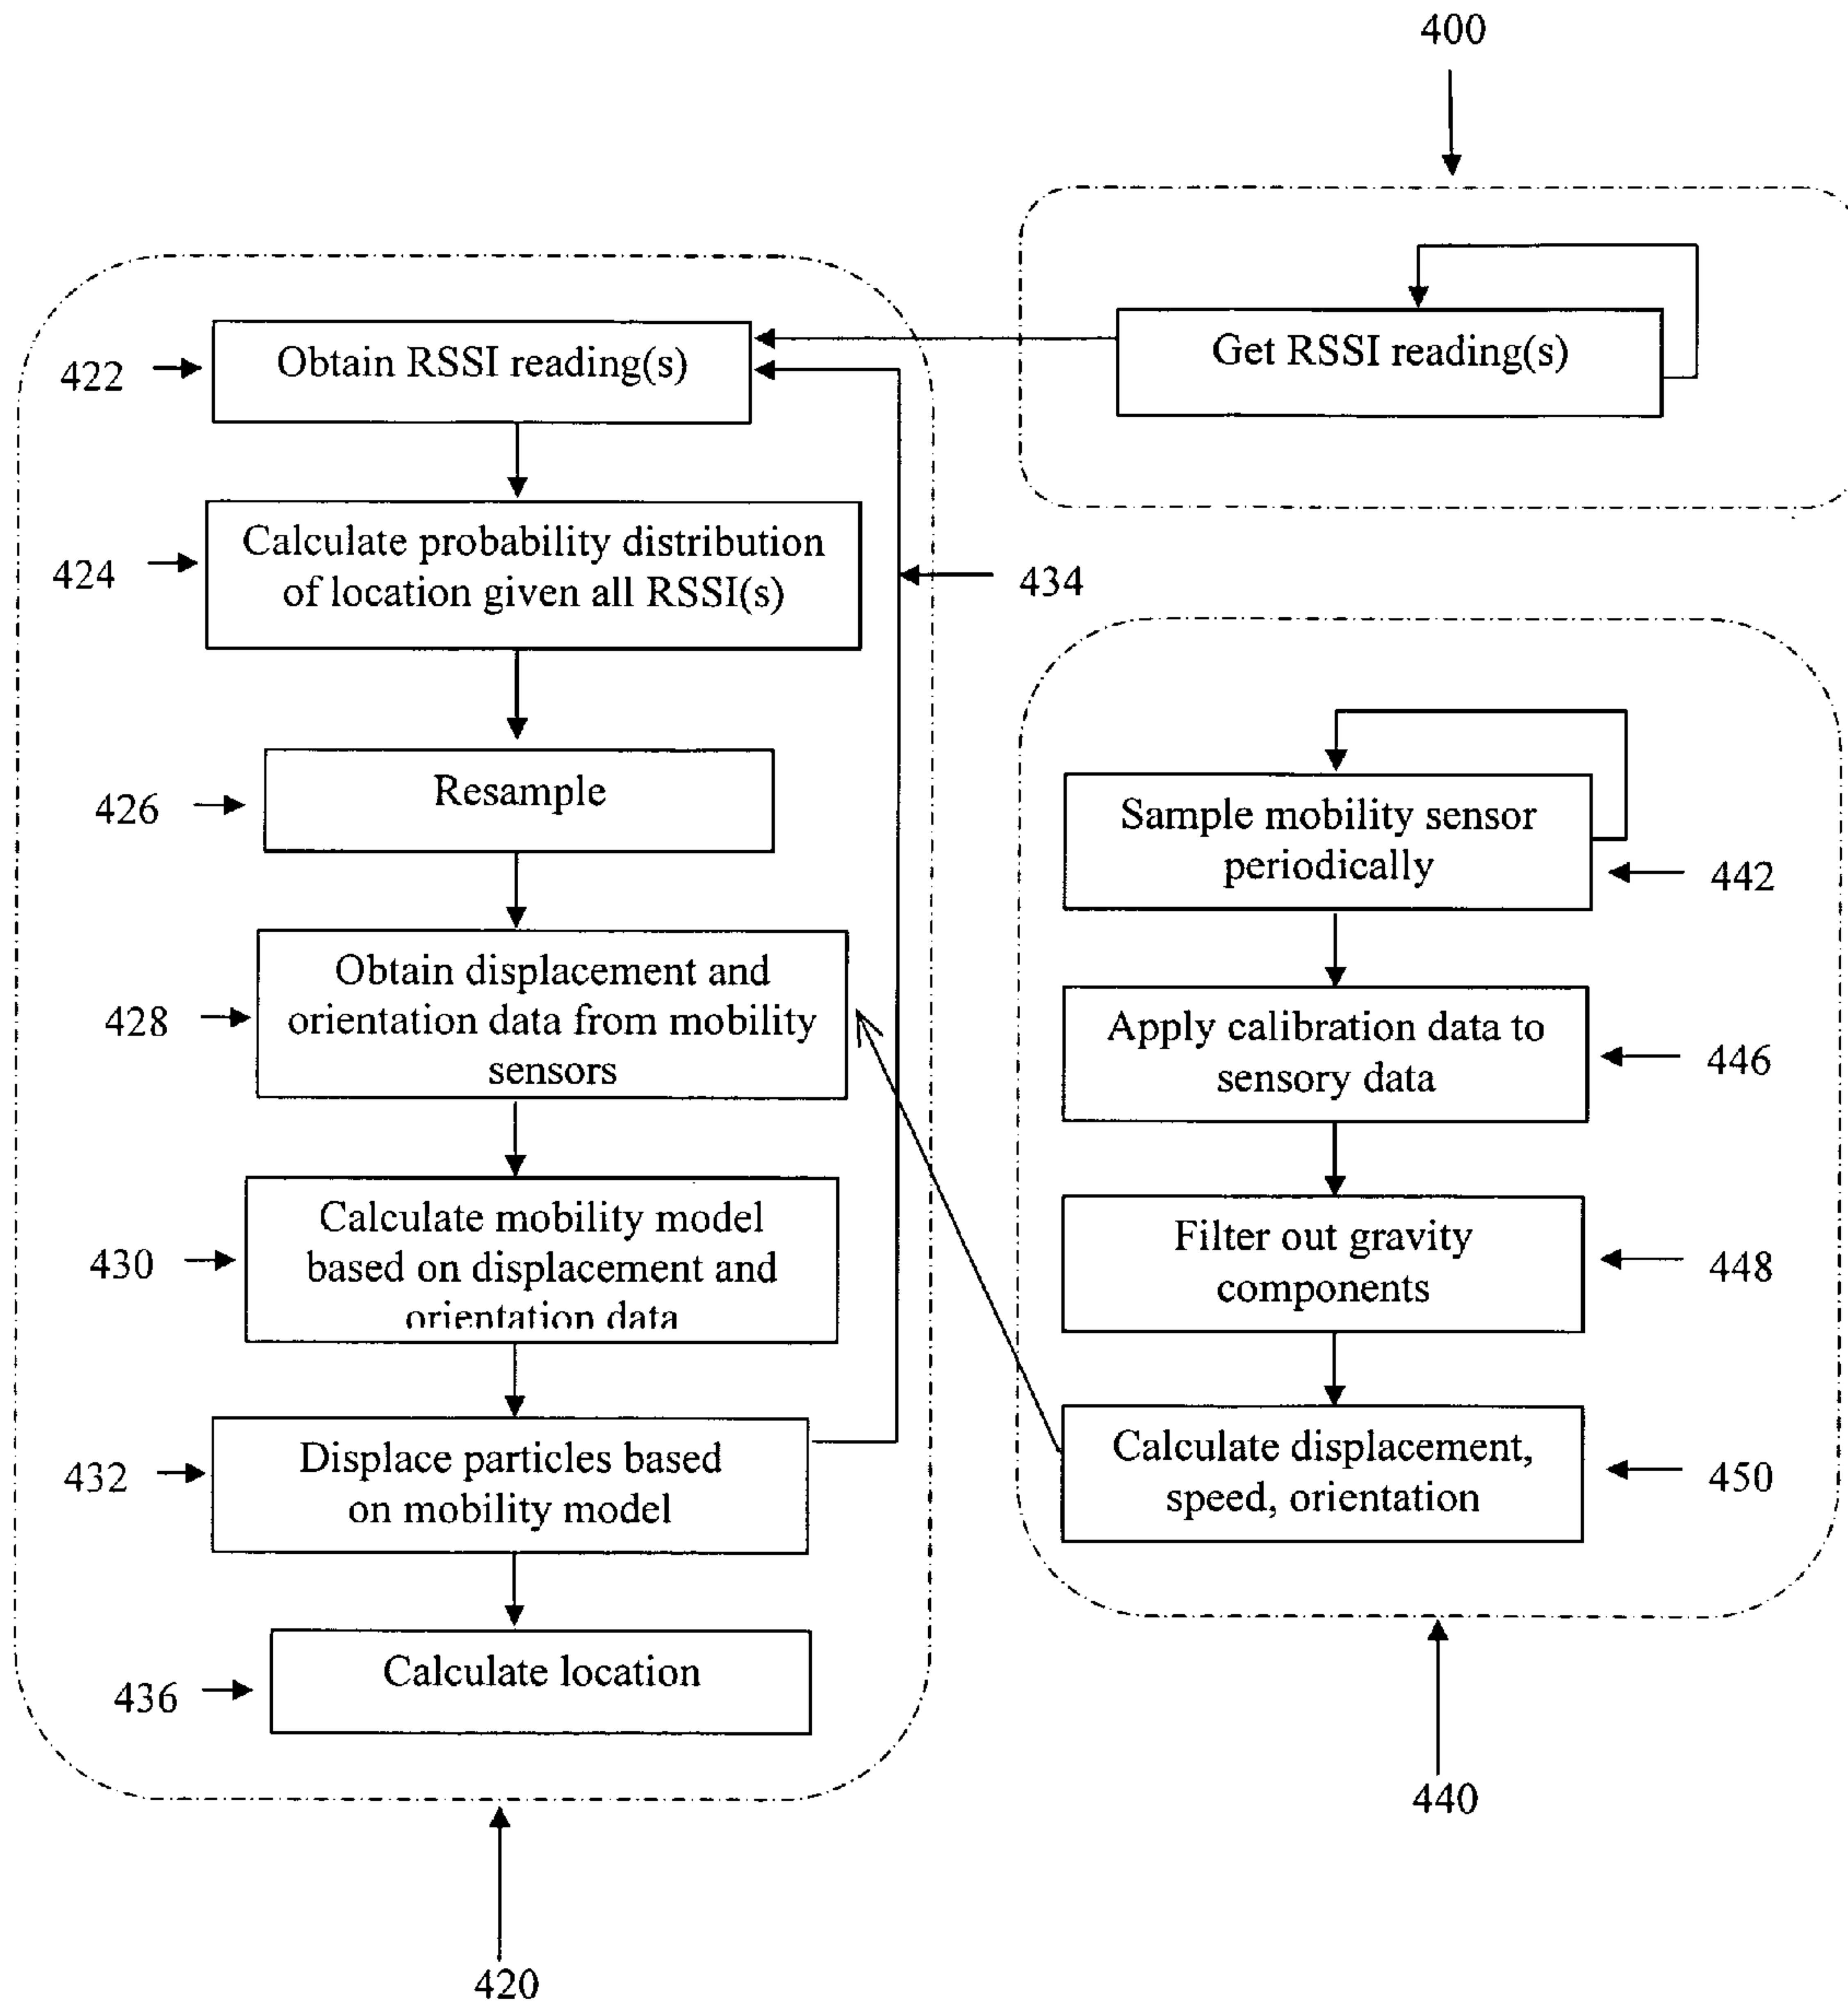 400
Get RSSI reading(s)
422
Obtain RSSI reading(s)
424
Calculate probability distribution
of location given all RSSI(s)
434
426
Resample
428
Obtain displacement and
orientation data from mobility
sensors
430
Calculate mobility model
based on displacement and
orientation data
432
Displace particles based
on mobility model
436
Calculate location
420
Sample mobility sensor
periodically
442
Apply calibration data to
sensory data
446
Filter out gravity
components
448
Calculate displacement,
speed, orientation
450
440